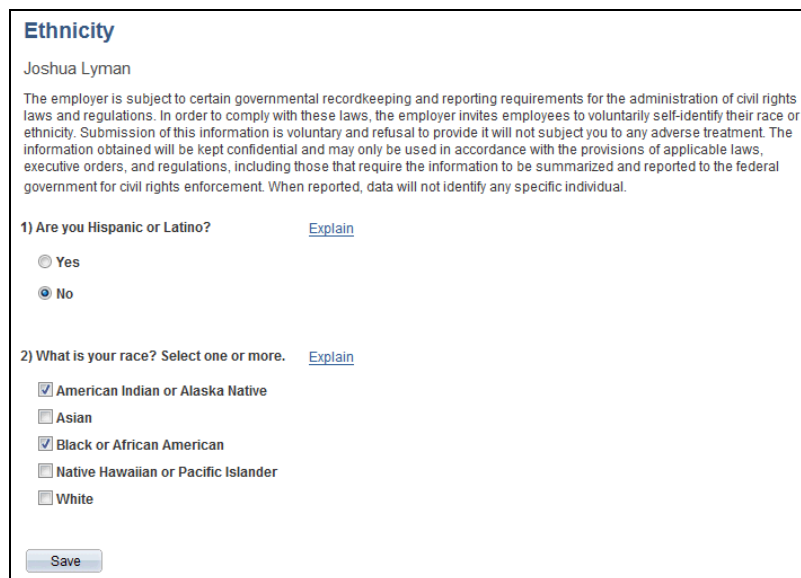 Ethnicity
Joshua Lyman
The employer is subject to certain governmental recordkeeping and reporting requirements for the administration of civil rights
laws and regulations. In order to comply with these laws, the employer invites employees to voluntarily self-identify their race or
ethnicity. Submission of this information is voluntary and refusal to provide it will not subject you to any adverse treatment. The
information obtained will be kept confidential and may only be used in accordance with the provisions of applicable laws,
executive orders, and regulations, including those that require the information to be summarized and reported to the federal
government for civil rights enforcement. When reported, data will not identify any specific individual.
1) Are you Hispanic or Latino? Explain
Yes
No
2) What is your race? Select one or more. Explain
American Indian or Alaska Native
Asian
Black or African American
Native Hawaiian or Pacific Islander
White
Save